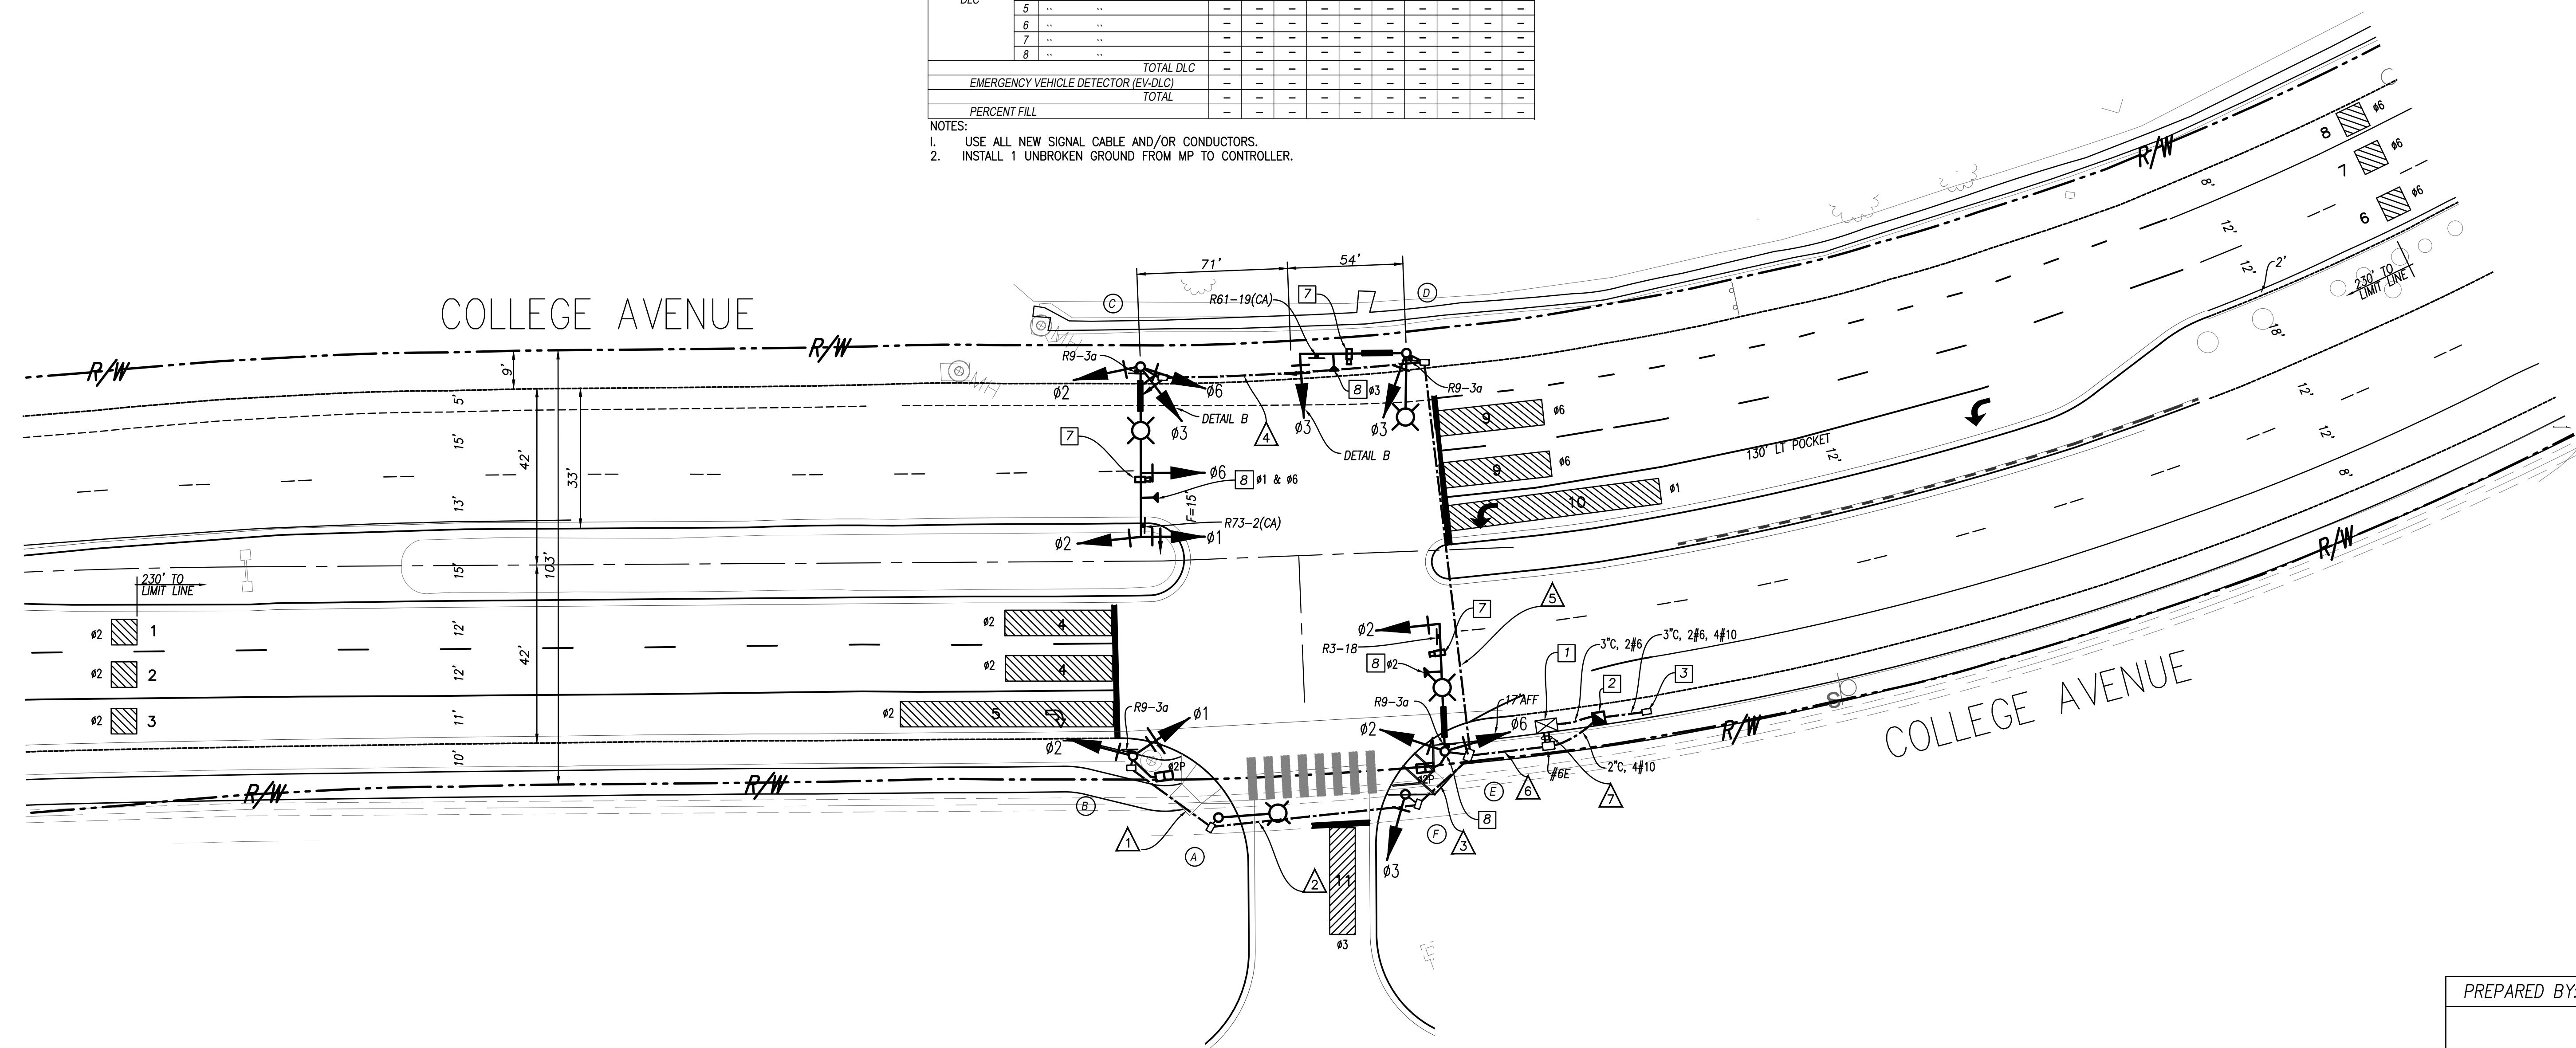 DLC
5 " " – – – – – – – – – –
6 " " – – – – – – – – – –
7 " " – – – – – – – – – –
8 " " – – – – – – – – – –
TOTAL DLC – – – – – – – – – –
EMERGENCY VEHICLE DETECTOR (EV-DLC) – – – – – – – – – –
TOTAL – – – – – – – – – –
PERCENT FILL – – – – – – – – – –
NOTES:
1. USE ALL NEW SIGNAL CABLE AND/OR CONDUCTORS.
2. INSTALL 1 UNBROKEN GROUND FROM MP TO CONTROLLER.
COLLEGE AVENUE
R/W
R/W
R/W
R/W
9'
5'
15'
42'
33'
13'
103'
15'
12'
42'
12'
11'
10'
230' TO
LIMIT LINE
ø2 1
ø2 2
ø2 3
R/W
R/W
MH
MH
71'
54'
C
R61-19(CA)
7
D
R9-3a
ø2
ø6
ø3
DETAIL B
4
8 ø3
ø3
ø3
R9-3a
DETAIL B
7
ø6
8 ø1 & ø6
F=15'
R73-2(CA)
ø2
ø1
9 ø6
9 ø6
10 ø1
130' LT POCKET
12'
8 ø6
7 ø6
6 ø6
8'
12'
12'
2'
230' TO
LIMIT LINE
18'
12'
12'
8'
ø2 4
ø2 4
ø2 5
ø2
R3-18
7
8 ø2
5
1
3"C, 2#6
3"C, 2#6, 4#10
2
3
17'AFF
R9-3a
ø2
ø6
R9-3a
ø1
ø2
ø2P
ø2P
#6E
2"C, 4#10
B
1
A
2
E
6
7
8
F
3
ø3
11
ø3
S
COLLEGE AVENUE
PREPARED BY: